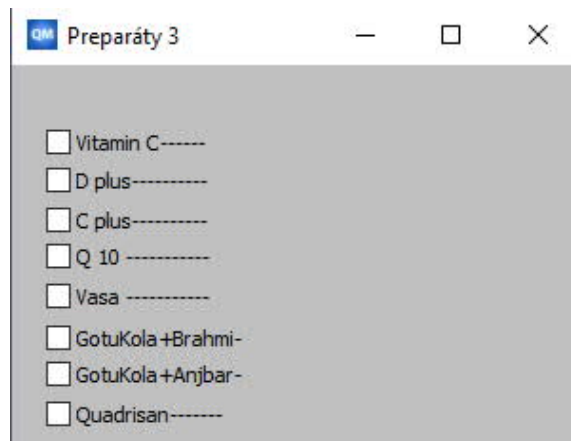 QM Preparáty 3
Vitamin C------
D plus----------
C plus----------
Q 10 -----------
Vasa -----------
GotuKola+Brahmi-
GotuKola+Anjbar-
Quadrisan-------